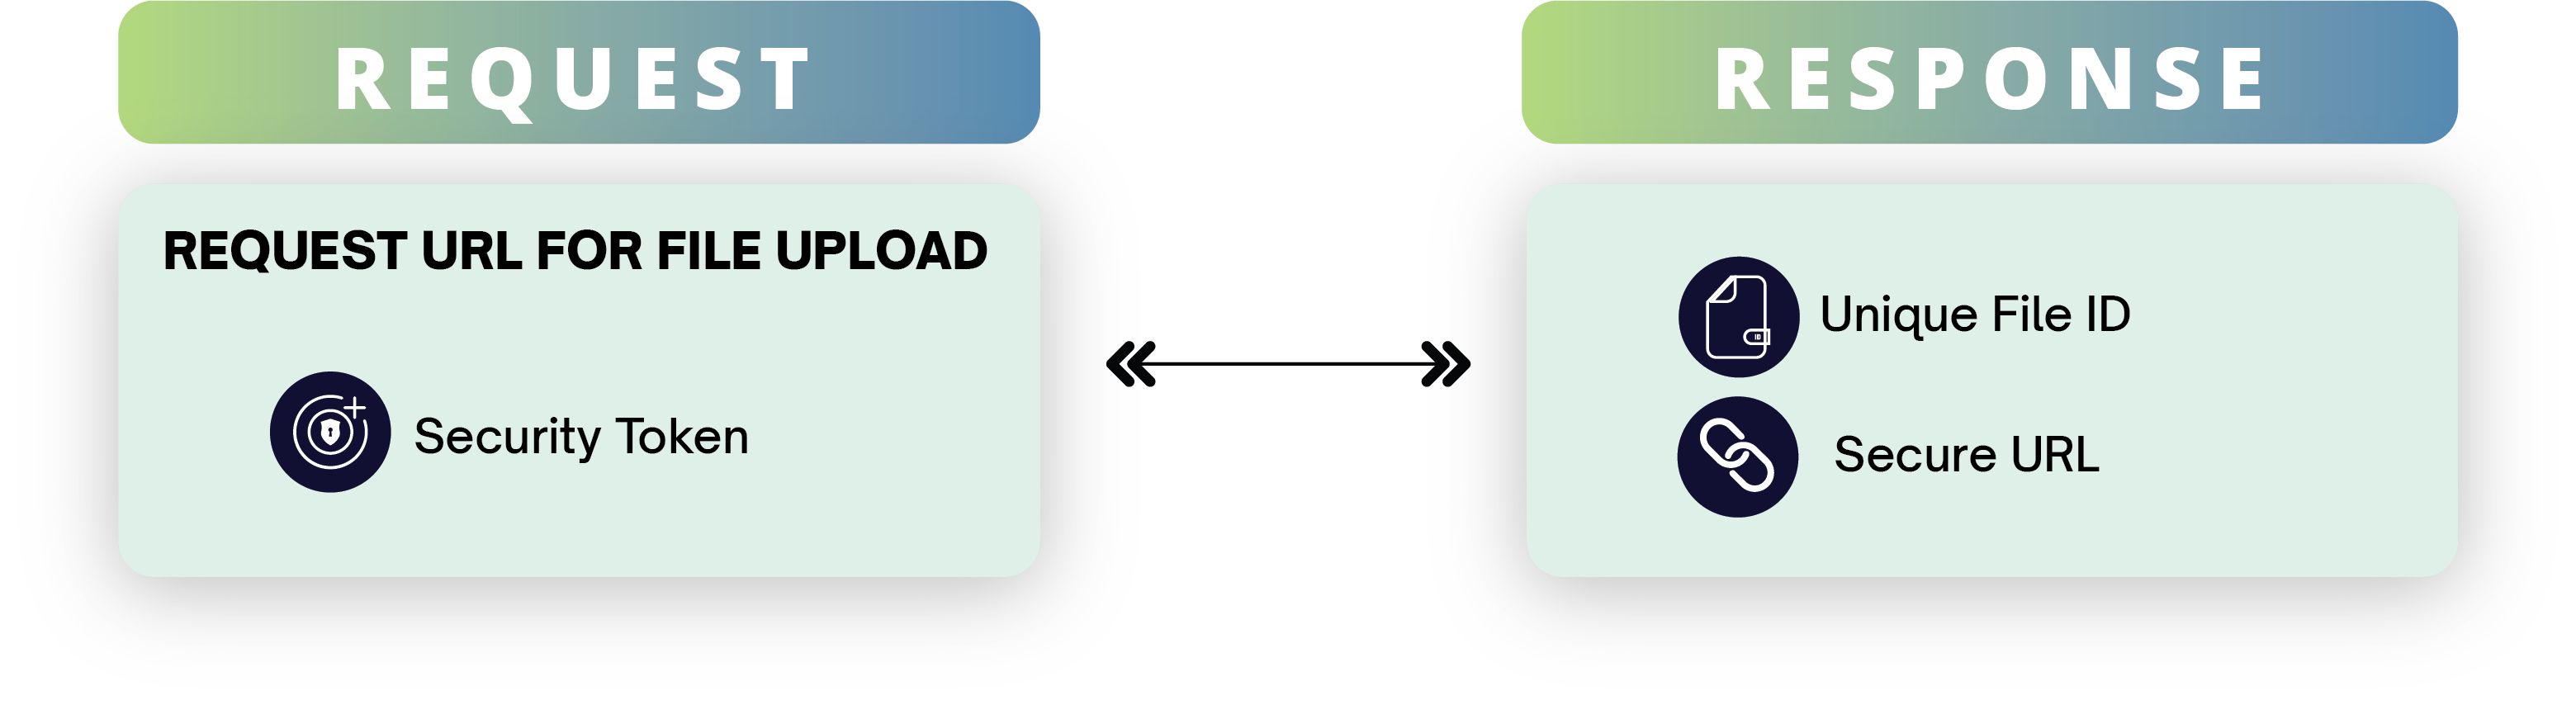 REQUEST
RESPONSE
REQUEST URL FOR FILE UPLOAD
Security Token
Unique File ID
ID
Secure URL